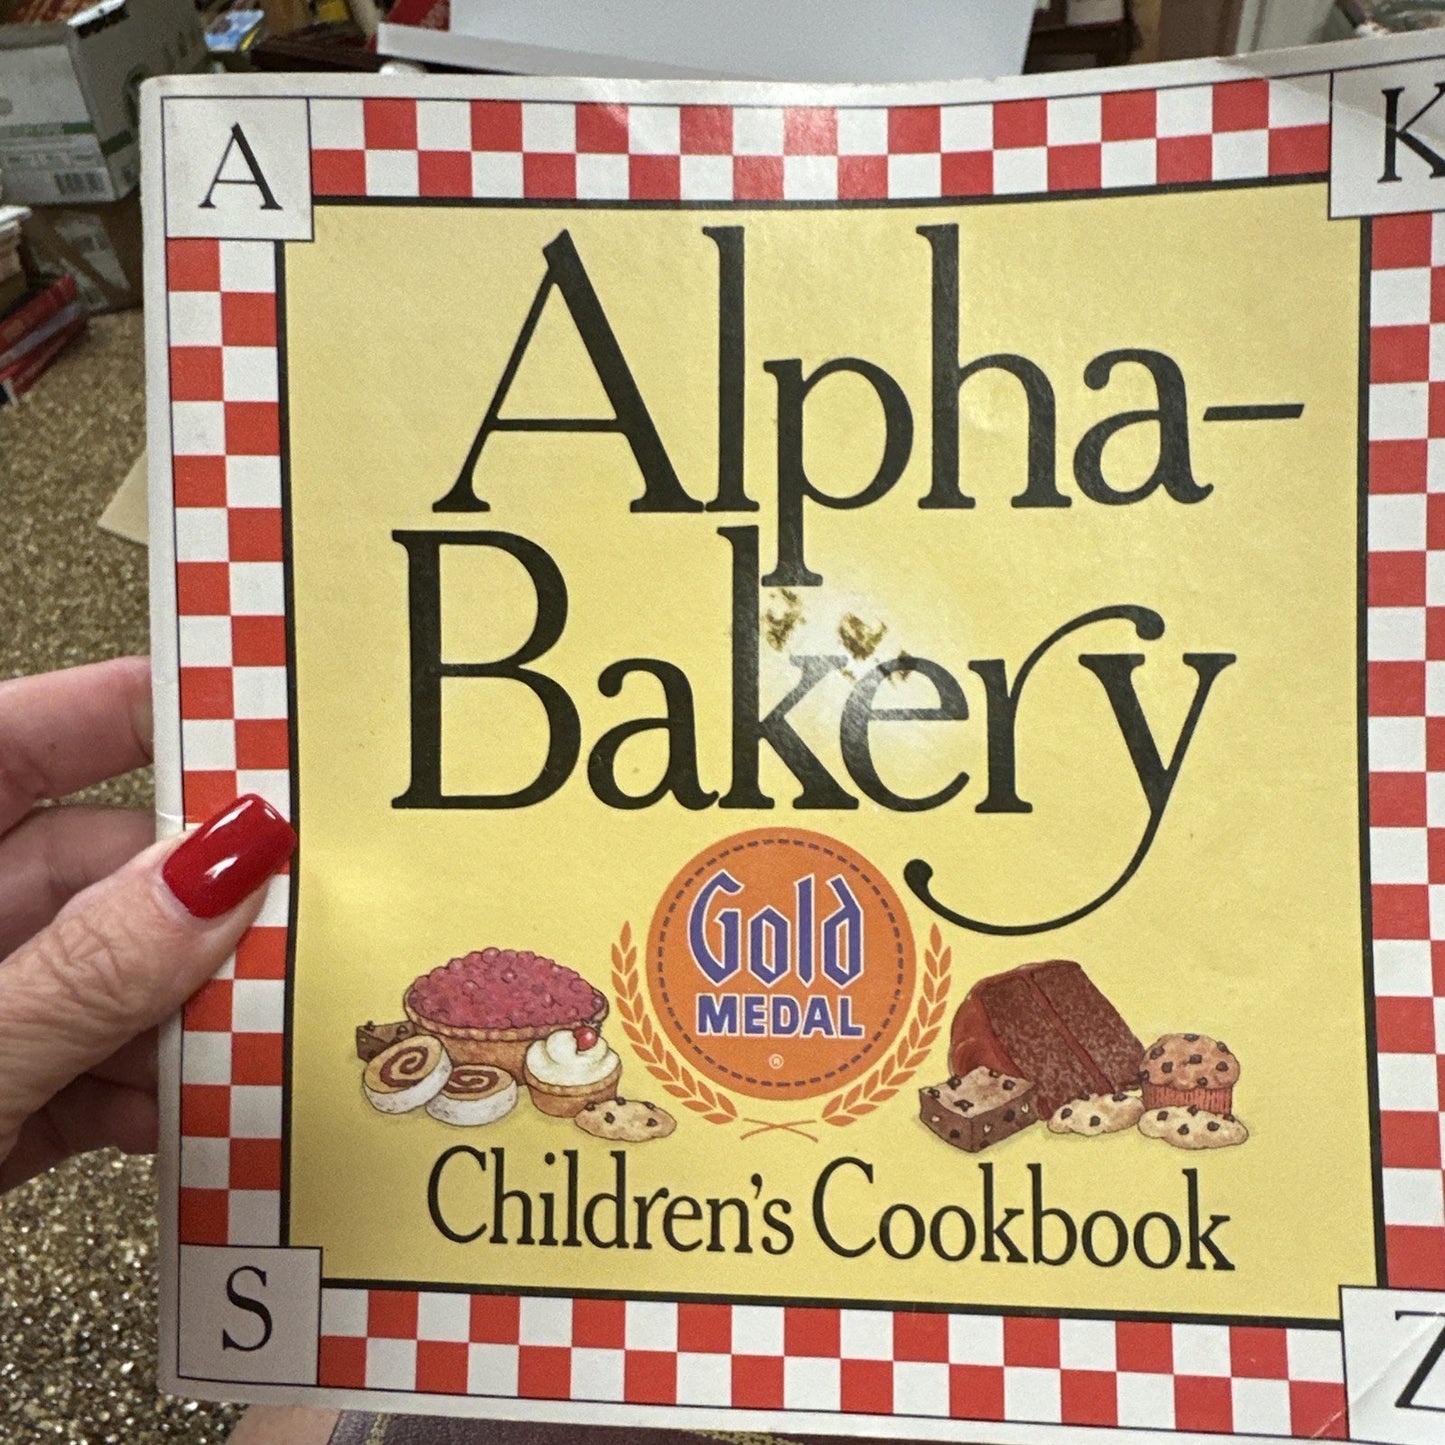 A
K
Alpha-
Bakery
Gold
MEDAL
®
Children's Cookbook
S
Z